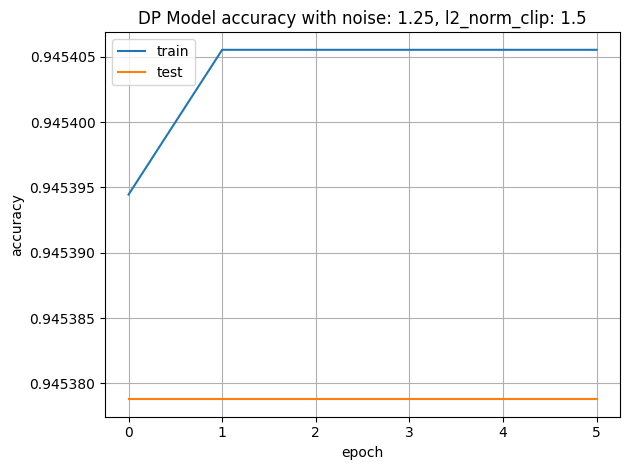 DP Model accuracy with noise: 1.25, l2_norm_clip: 1.5
train
test
0.945405
0.945400
0.945395
0.945390
0.945385
0.945380
accuracy
0 1 2 3 4 5
epoch